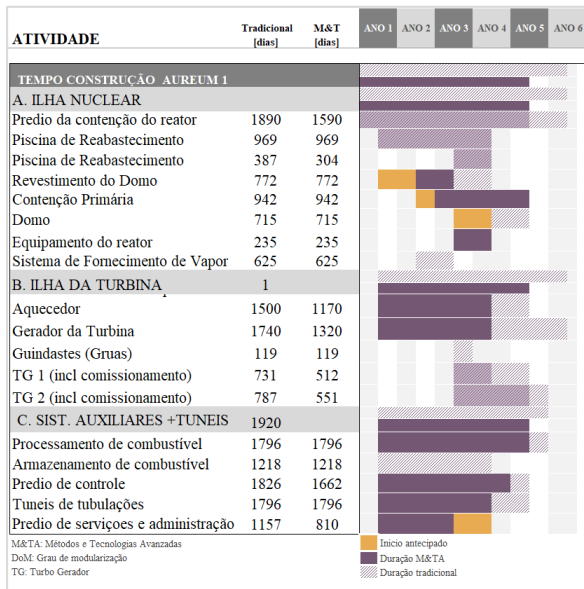 ATIVIDADE Tradicional [dias] M&T [dias] ANO 1 ANO 2 ANO 3 ANO 4 ANO 5 ANO 6
TEMPO CONSTRUÇÃO AUREUM 1
A. ILHA NUCLEAR
Predio da contenção do reator 1890 1590
Piscina de Reabastecimento 969 969
Piscina de Reabastecimento 387 304
Revestimento do Domo 772 772
Contenção Primária 942 942
Domo 715 715
Equipamento do reator 235 235
Sistema de Fornecimento de Vapor 625 625
B. ILHA DA TURBINA 1
Aquecedor 1500 1170
Gerador da Turbina 1740 1320
Guindastes (Gruas) 119 119
TG 1 (incl comissionamento) 731 512
TG 2 (incl comissionamento) 787 551
C. SIST. AUXILIARES +TUNEIS 1920
Processamento de combustível 1796 1796
Armazenamento de combustível 1218 1218
Predio de controle 1826 1662
Tuneis de tubulações 1796 1796
Predio de serviçoes e administração 1157 810
M&TA: Métodos e Tecnologias Avançadas
DoM: Grau de modularização
TG: Turbo Gerador
Inicio antecipado
Duração M&TA
Duração tradicional